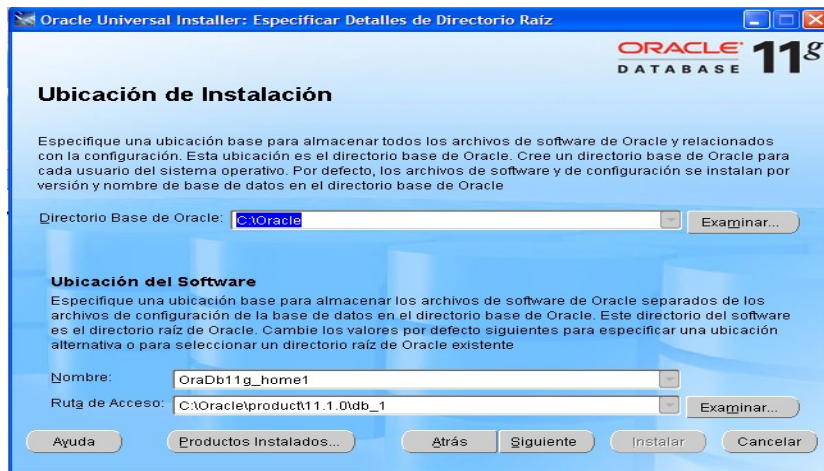 Oracle Universal Installer: Especificar Detalles de Directorio Raíz
ORACLE
DATABASE 11g
Ubicación de Instalación
Especifique una ubicación base para almacenar todos los archivos de software de Oracle y relacionados
con la configuración. Esta ubicación es el directorio base de Oracle. Cree un directorio base de Oracle para
cada usuario del sistema operativo. Por defecto, los archivos de software y de configuración se instalan por
versión y nombre de base de datos en el directorio base de Oracle
Directorio Base de Oracle: C:\Oracle Examinar...
Ubicación del Software
Especifique una ubicación base para almacenar los archivos de software de Oracle separados de los
archivos de configuración de la base de datos en el directorio base de Oracle. Este directorio del software
es el directorio raíz de Oracle. Cambie los valores por defecto siguientes para especificar una ubicación
alternativa o para seleccionar un directorio raíz de Oracle existente
Nombre: OraDb11g_home1
Ruta de Acceso: C:\Oracle\product\11.1.0\db_1 Examinar...
Ayuda Productos Instalados... Atrás Siguiente Instalar Cancelar